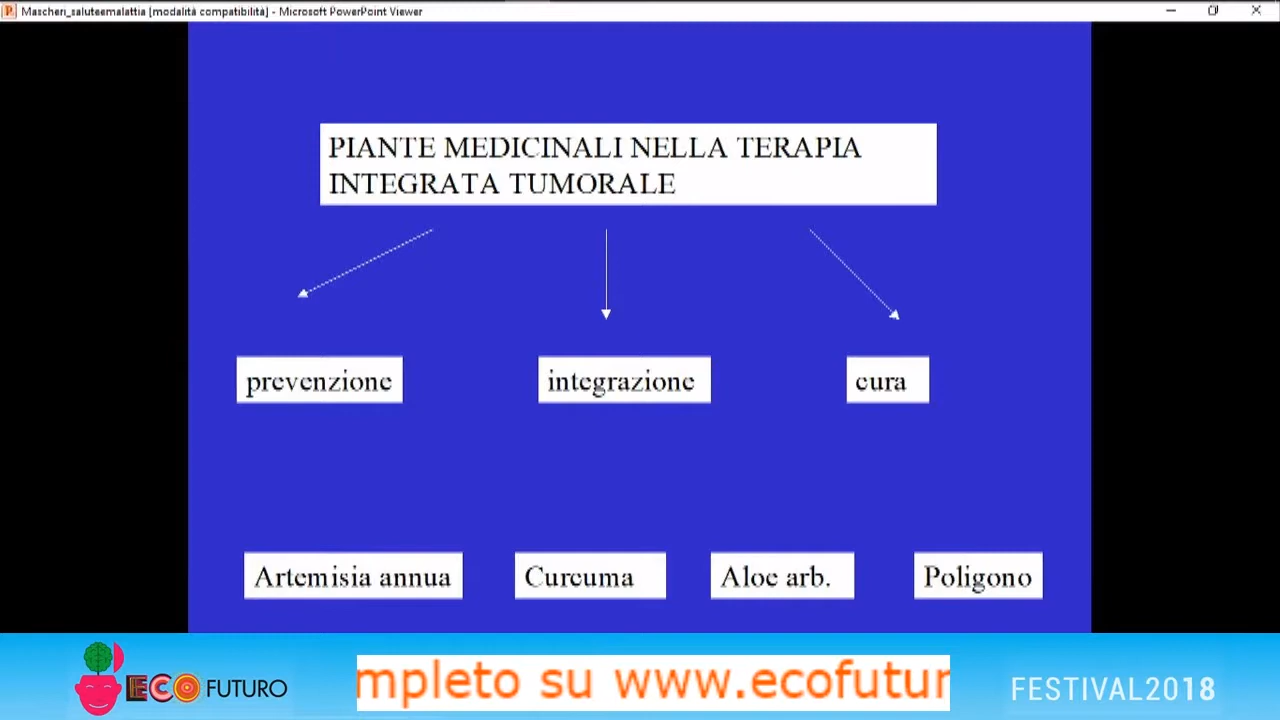 Mascheri_saluteemalattia [modalità compatibilità] - Microsoft PowerPoint Viewer
PIANTE MEDICINALI NELLA TERAPIA
INTEGRATA TUMORALE
prevenzione
integrazione
cura
Artemisia annua
Curcuma
Aloe arb.
Poligono
ECO FUTURO
mpleto su www.ecofutur
FESTIVAL2018